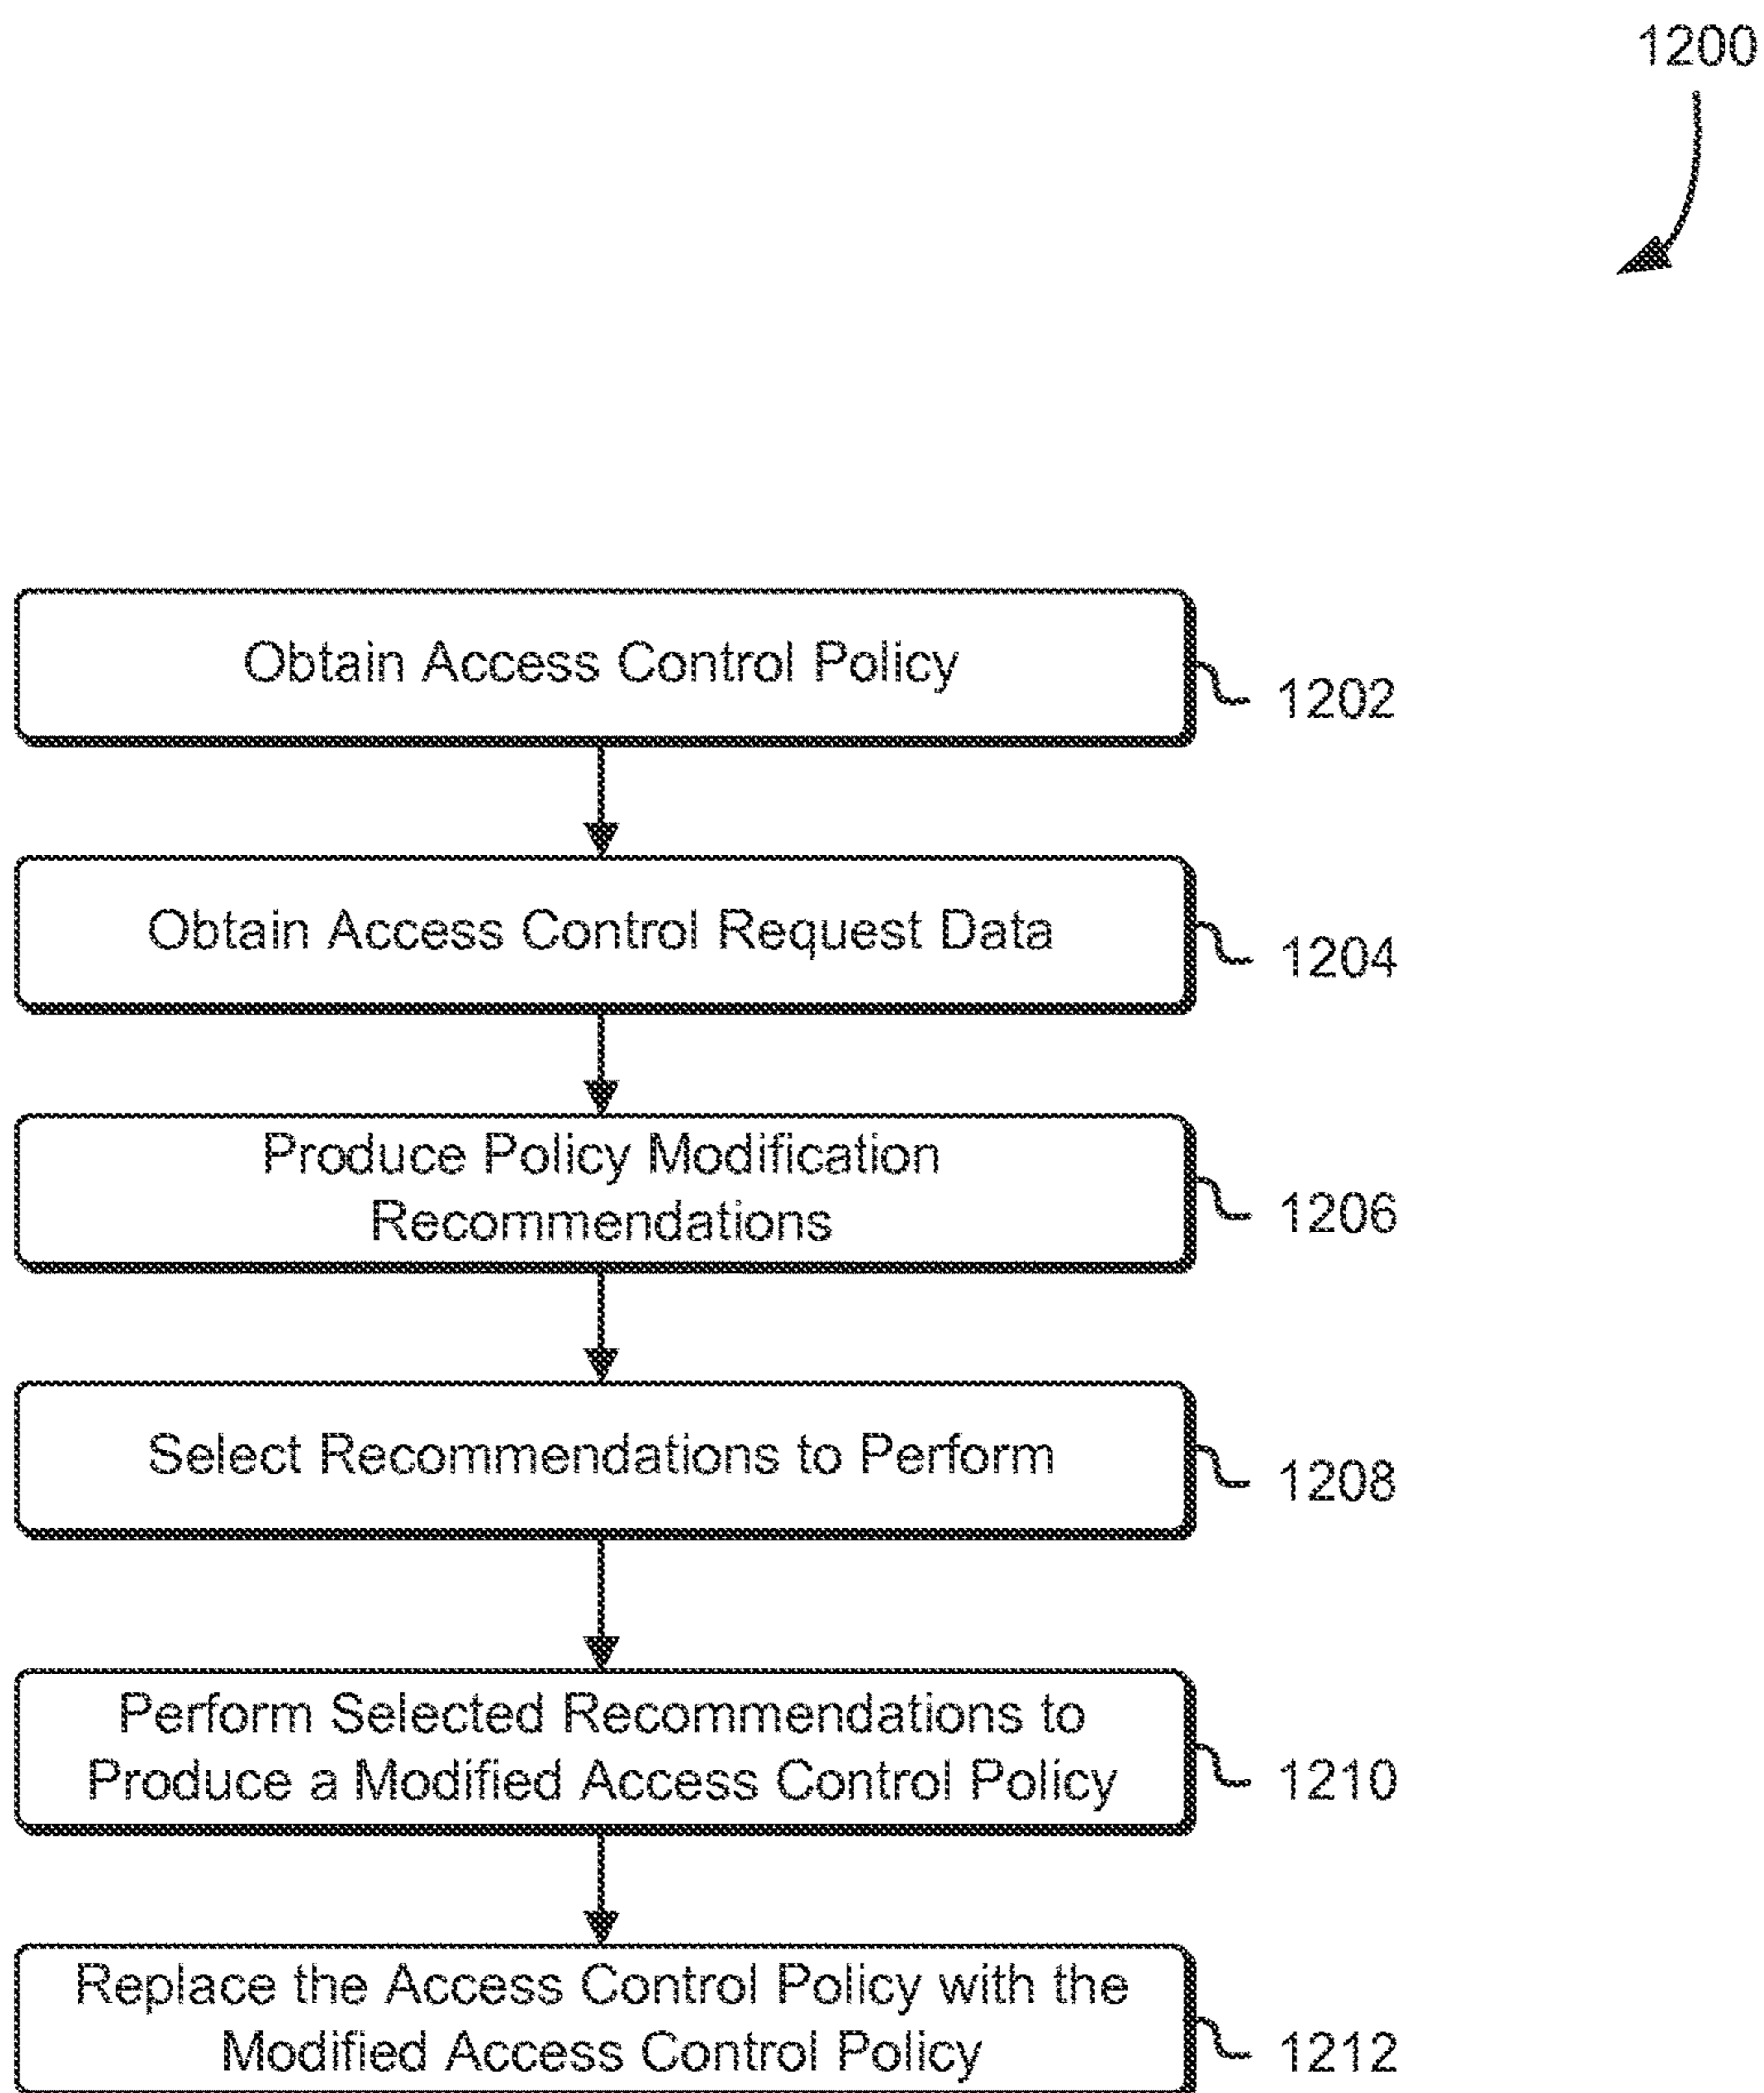 1200
Obtain Access Control Policy
1202
Obtain Access Control Request Data
1204
Produce Policy Modification
Recommendations
1206
Select Recommendations to Perform
1208
Perform Selected Recommendations to
Produce a Modified Access Control Policy
1210
Replace the Access Control Policy with the
Modified Access Control Policy
1212